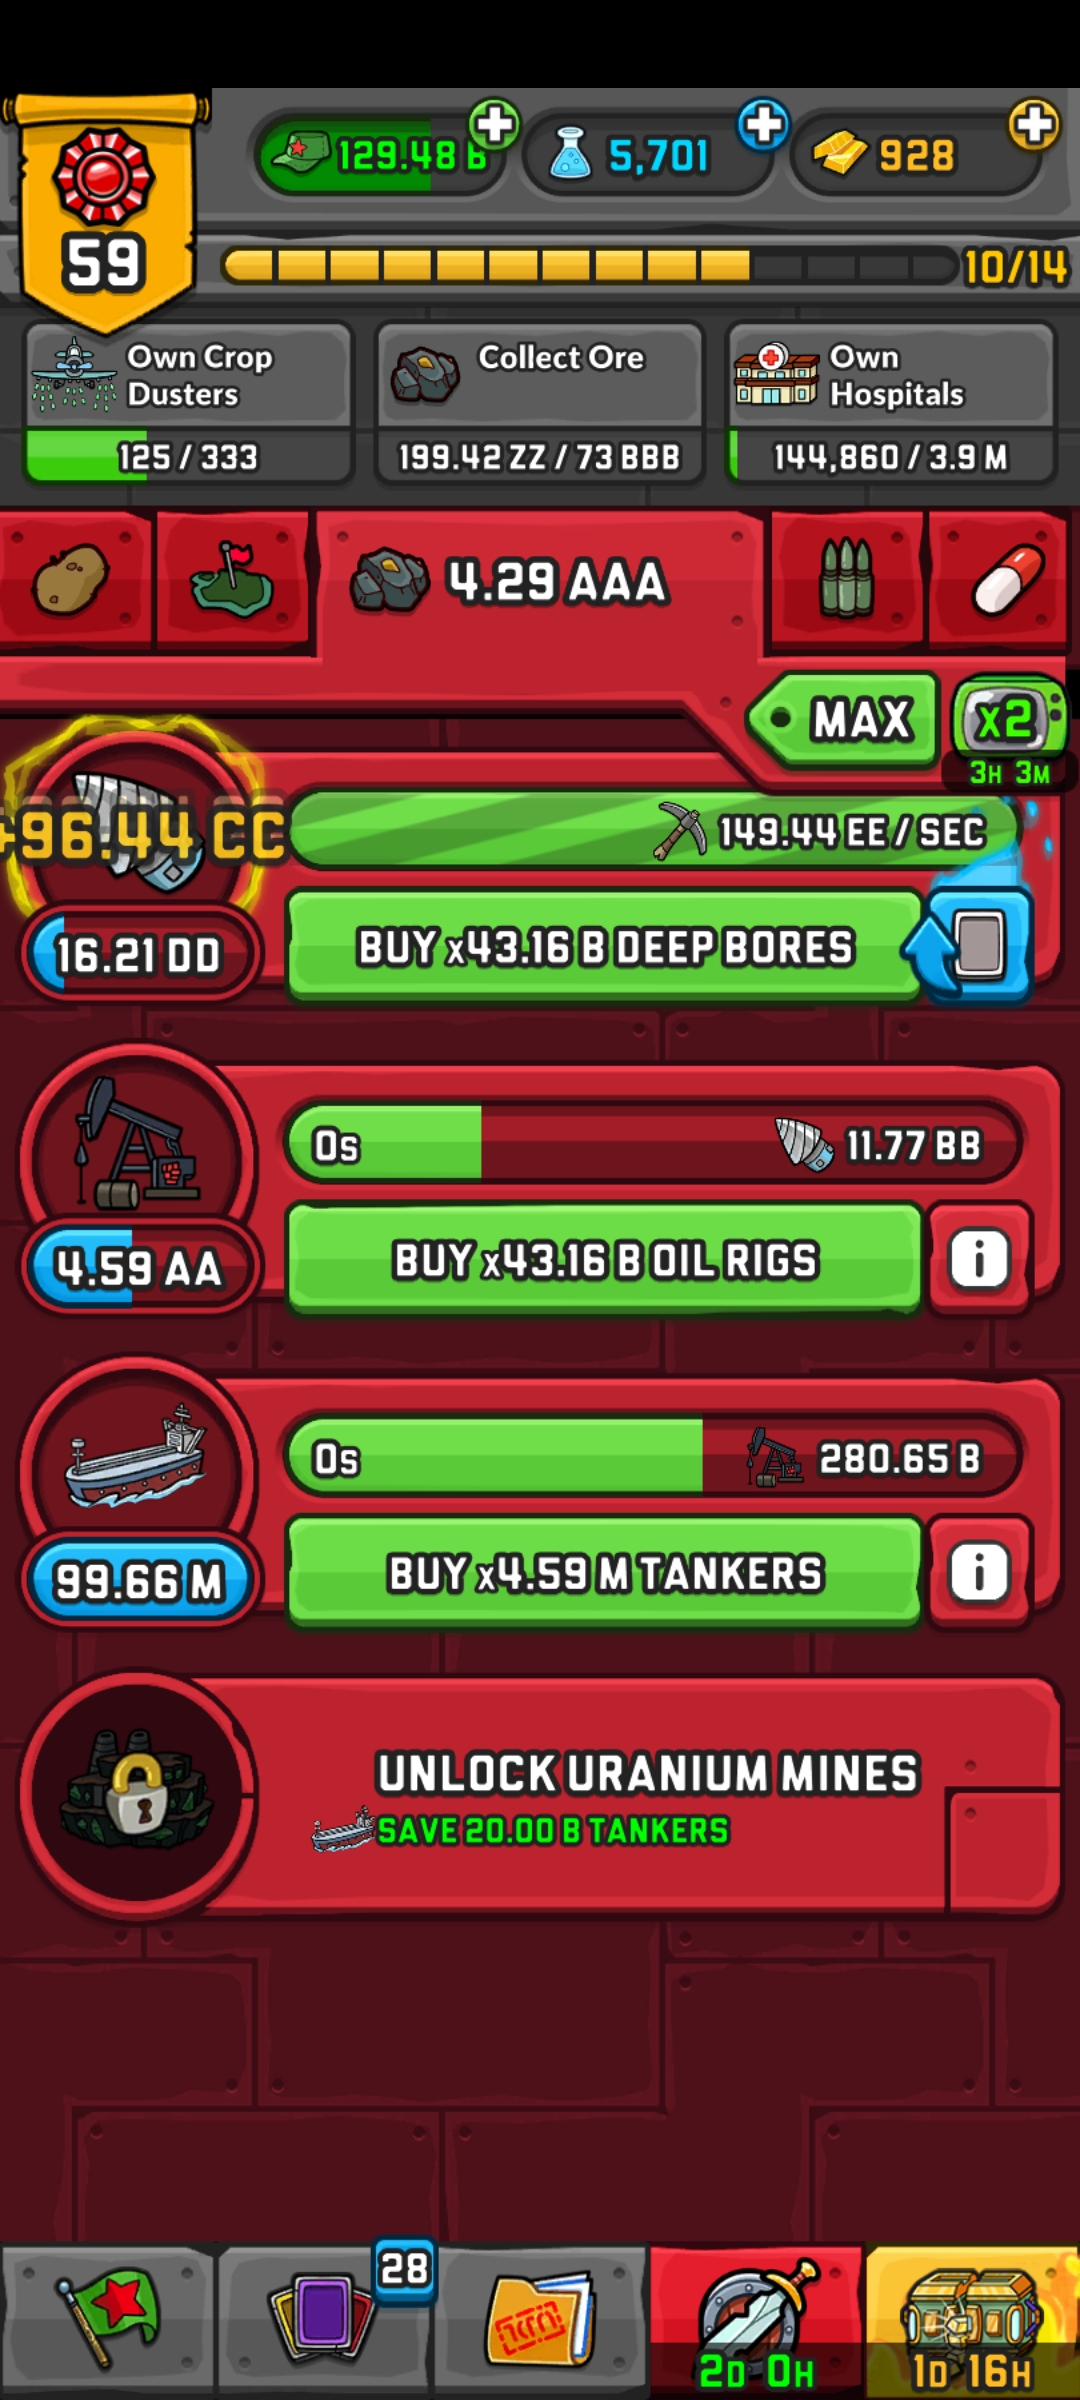 129.48 B
5,701
928
59
10/14
Own Crop
Dusters
125 / 333
Collect Ore
199.42 ZZ / 73 BBB
Own
Hospitals
144,860 / 3.9 M
4.29 AAA
MAX
x2
3H 3M
+96.44 CC
149.44 EE / SEC
16.21 DD
BUY x43.16 B DEEP BORES
0s
11.77 BB
4.59 AA
BUY x43.16 B OIL RIGS
i
0s
280.65 B
99.66 M
BUY x4.59 M TANKERS
i
UNLOCK URANIUM MINES
SAVE 20.00 B TANKERS
28
2D 0H
1D 16H